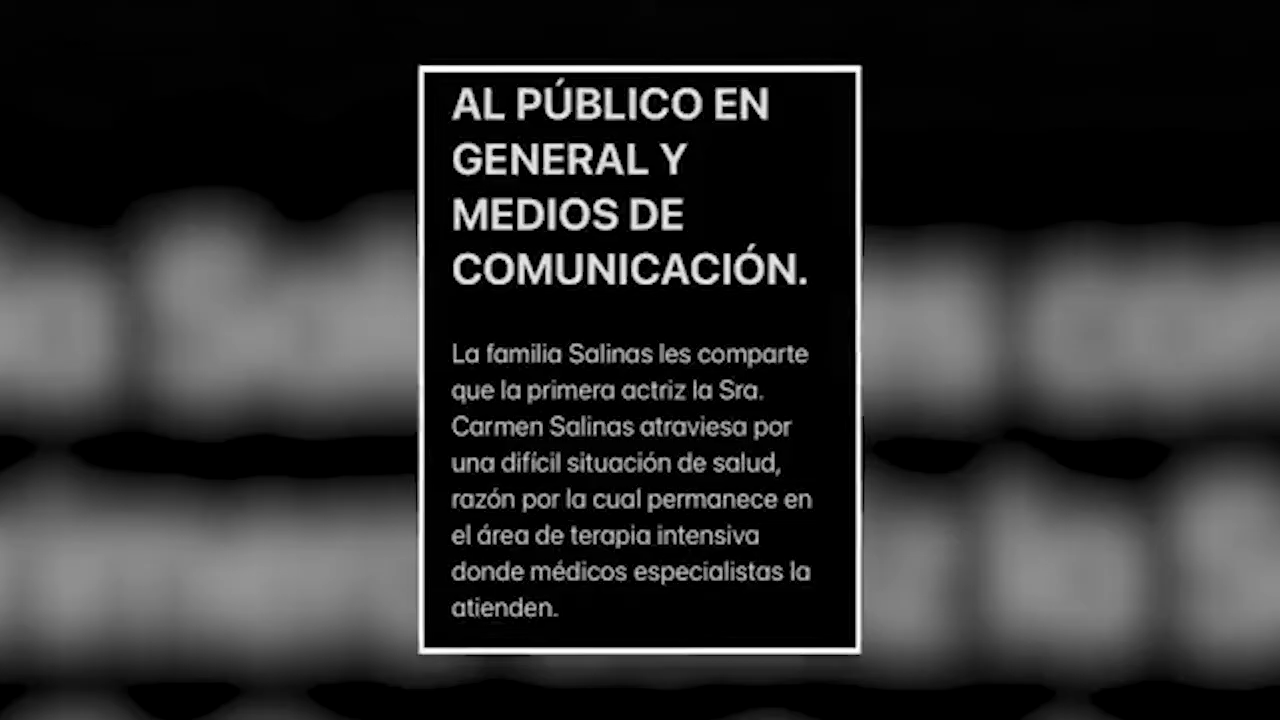 AL PÚBLICO EN
GENERAL Y
MEDIOS DE
COMUNICACIÓN.
La familia Salinas les comparte
que la primera actriz la Sra.
Carmen Salinas atraviesa por
una difícil situación de salud,
razón por la cual permanece en
el área de terapia intensiva
donde médicos especialistas la
atienden.